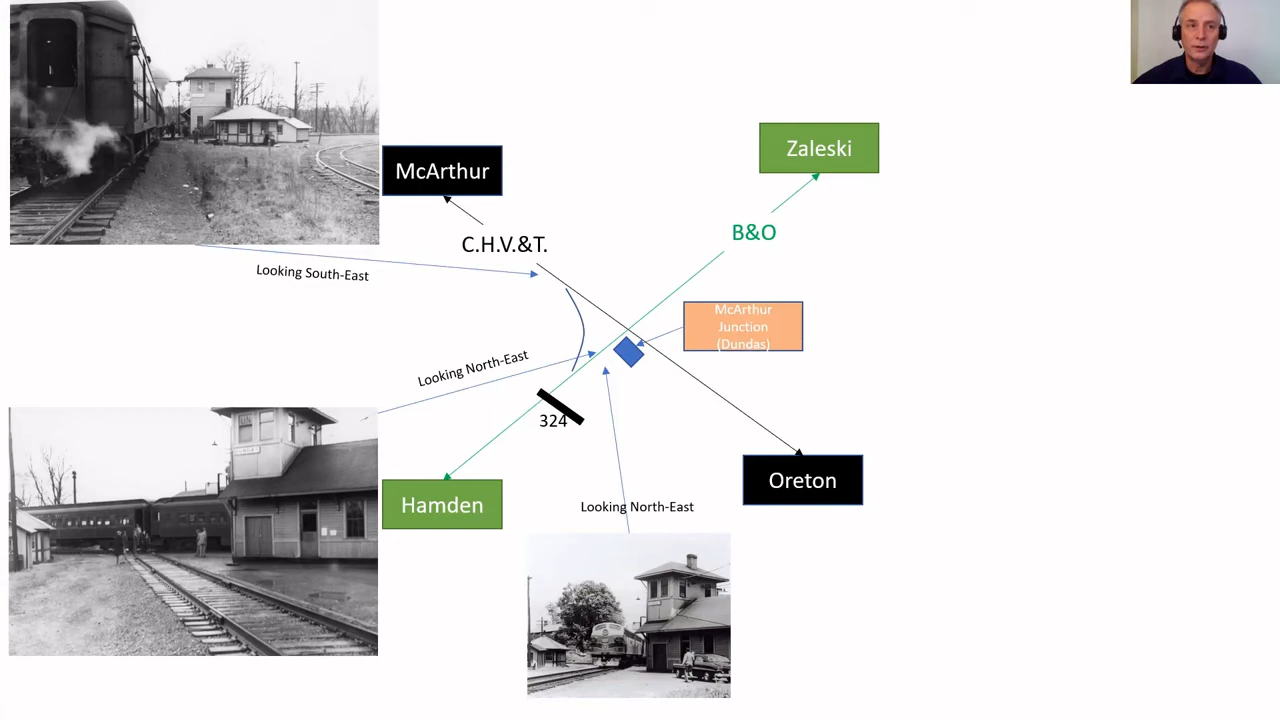 McArthur
Zaleski
C.H.V.&T.
B&O
Looking South-East
McArthur
Junction
(Dundas)
Looking North-East
324
Oreton
Hamden
Looking North-East